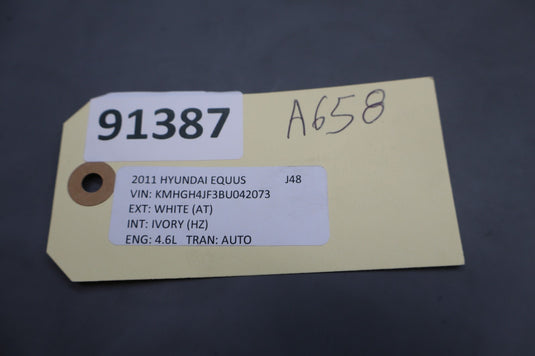 91387
A658
2011 HYUNDAI EQUUS J48
VIN: KMHGH4JF3BU042073
EXT: WHITE (AT)
INT: IVORY (HZ)
ENG: 4.6L TRAN: AUTO